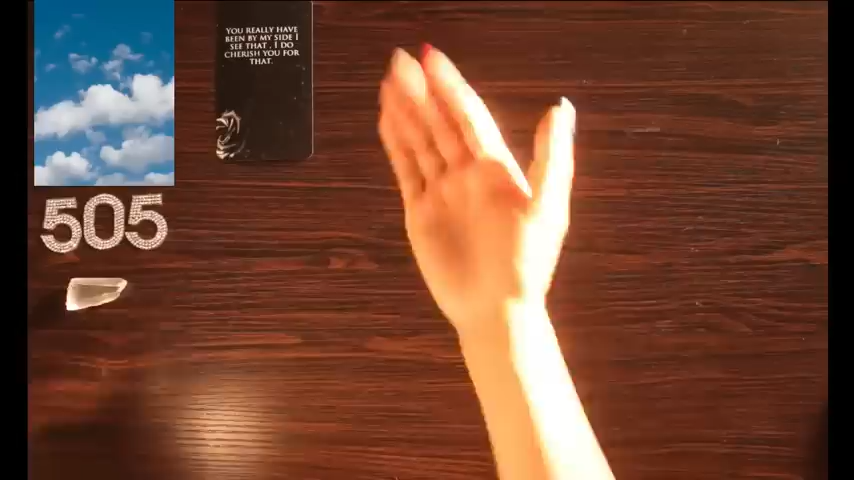 YOU REALLY HAVE
BEEN BY MY SIDE I
SEE THAT , I DO
CHERISH YOU FOR
THAT.
505